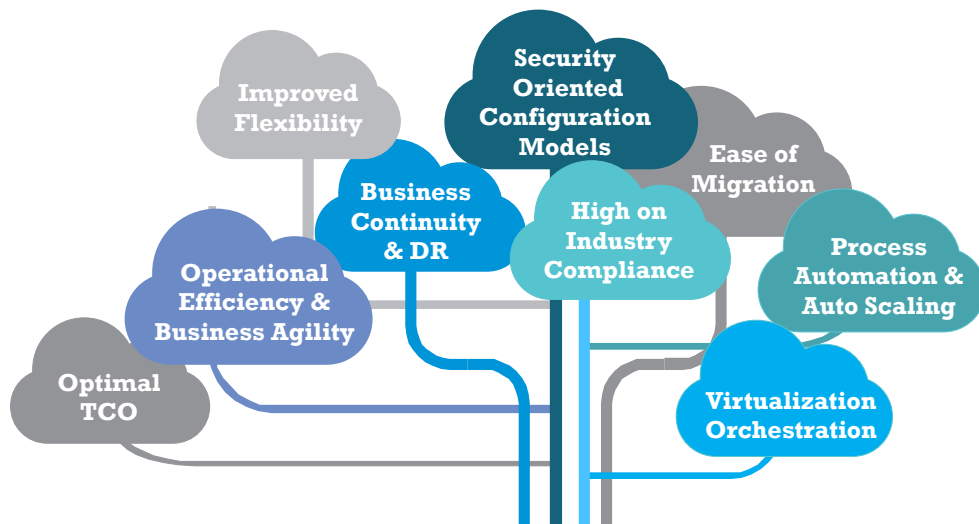 Security
Oriented
Configuration
Models
Improved
Flexibility
Ease of
Migration
Business
Continuity
& DR
High on
Industry
Compliance
Process
Automation &
Auto Scaling
Operational
Efficiency &
Business Agility
Optimal
TCO
Virtualization
Orchestration